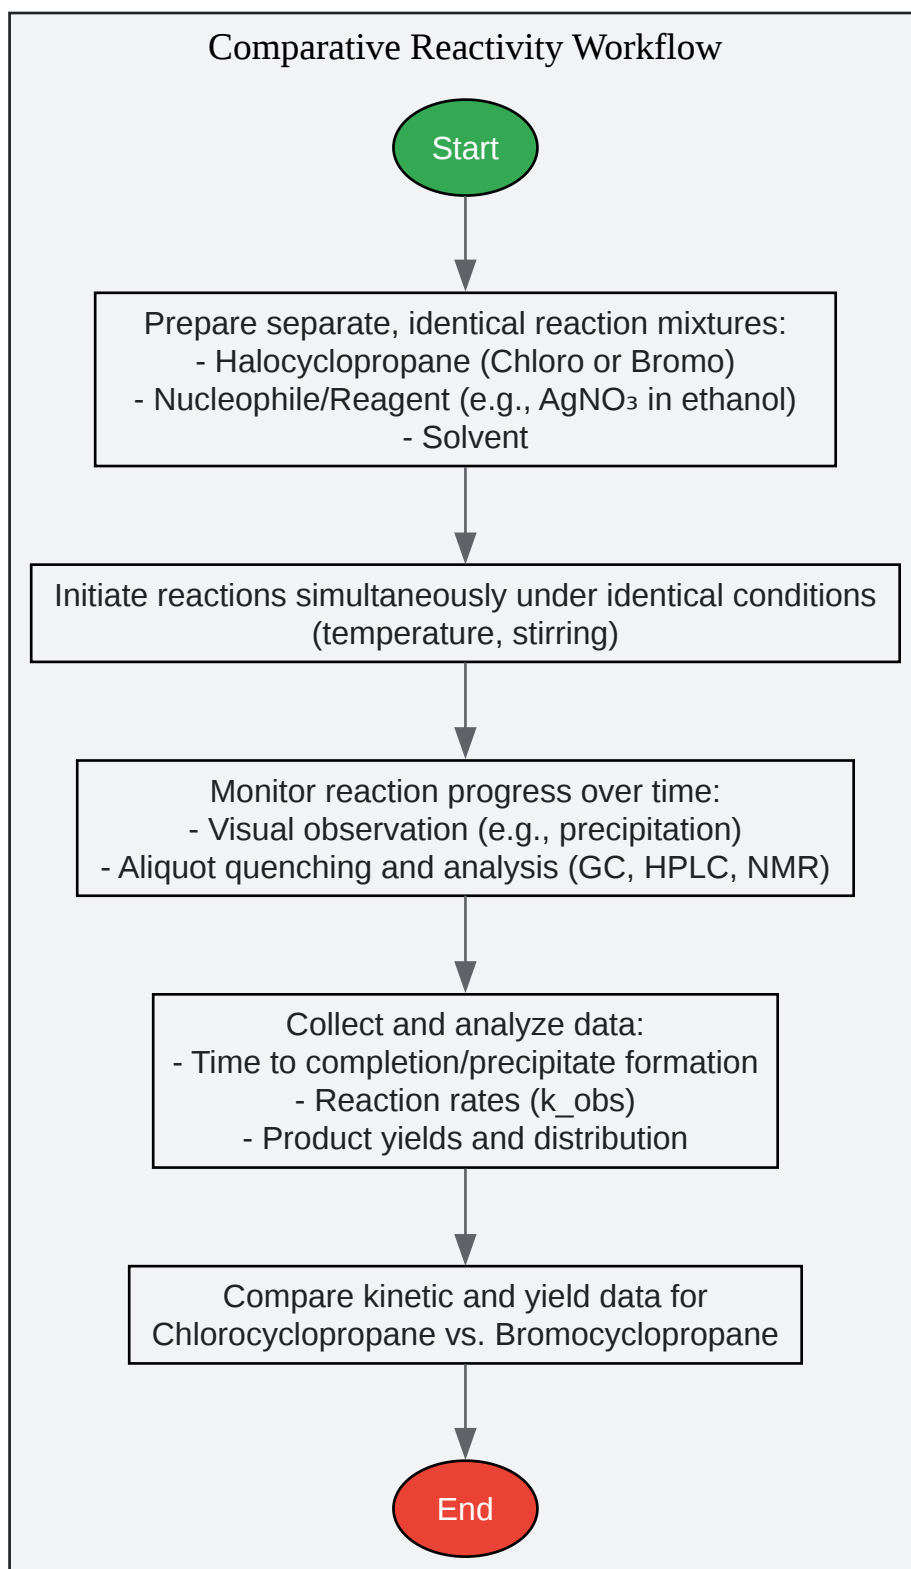 Comparative Reactivity Workflow
Start
Prepare separate, identical reaction mixtures:
- Halocyclopropane (Chloro or Bromo)
- Nucleophile/Reagent (e.g., AgNO₃ in ethanol)
- Solvent
Initiate reactions simultaneously under identical conditions
(temperature, stirring)
Monitor reaction progress over time:
- Visual observation (e.g., precipitation)
- Aliquot quenching and analysis (GC, HPLC, NMR)
Collect and analyze data:
- Time to completion/precipitate formation
- Reaction rates (k_obs)
- Product yields and distribution
Compare kinetic and yield data for
Chlorocyclopropane vs. Bromocyclopropane
End